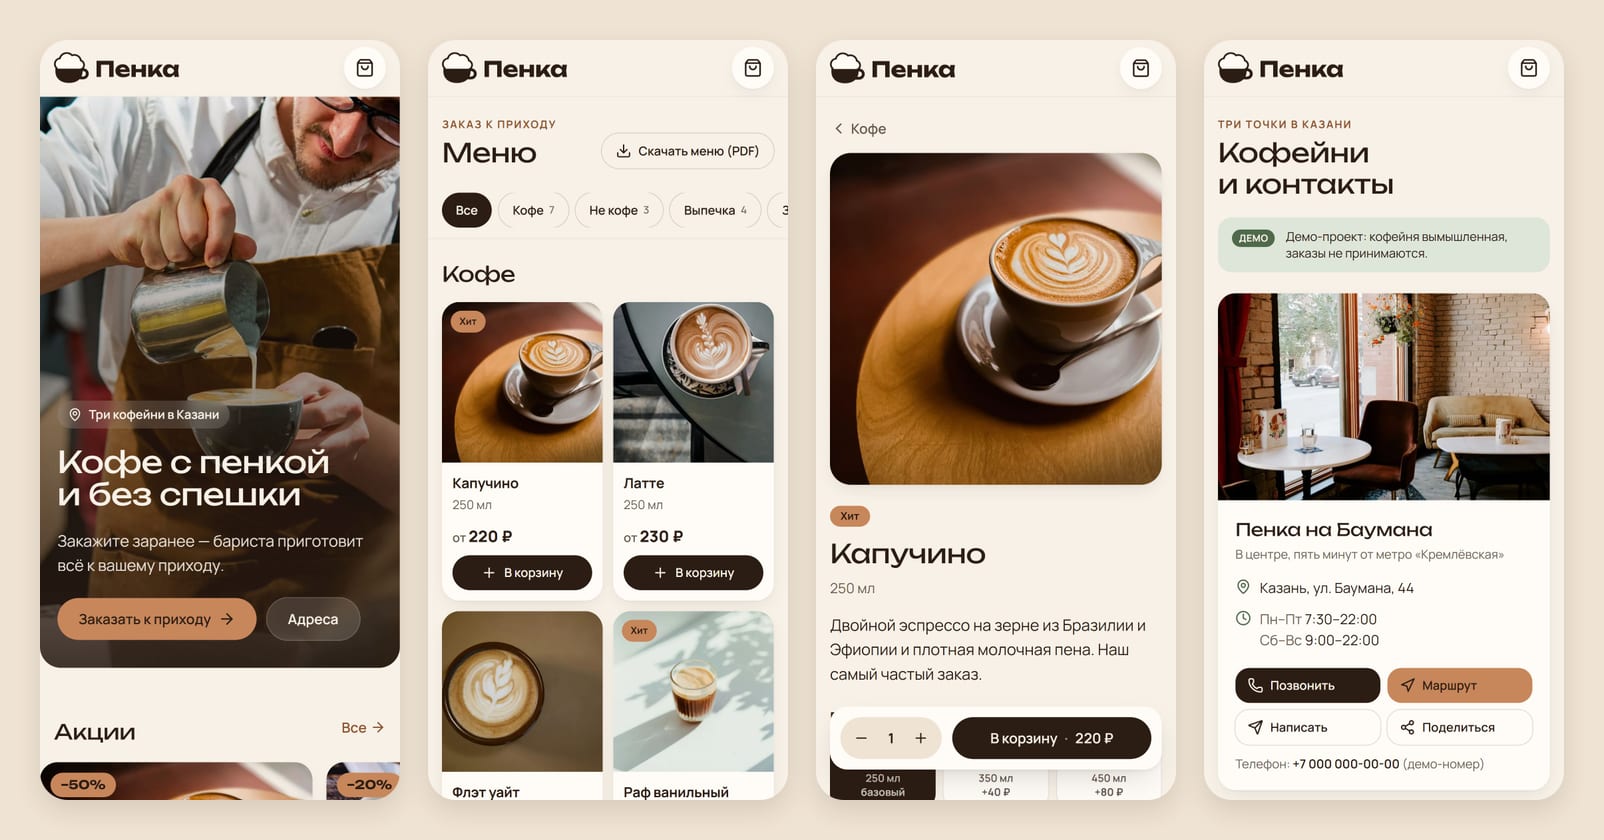 Пенка
Три кофейни в Казани
Кофе с пенкой
и без спешки
Закажите заранее — бариста приготовит
всё к вашему приходу.
Заказать к приходу →
Адреса
Акции
Все →
−50%
−20%
Пенка
ЗАКАЗ К ПРИХОДУ
Меню
Скачать меню (PDF)
Все
Кофе 7
Не кофе 3
Выпечка 4
Кофе
Хит
Капучино
250 мл
от 220 ₽
+ В корзину
Латте
250 мл
от 230 ₽
+ В корзину
Флэт уайт
Хит
Раф ванильный
Пенка
Кофе
Хит
Капучино
250 мл
Двойной эспрессо на зерне из Бразилии и
Эфиопии и плотная молочная пена. Наш
самый частый заказ.
− 1 +
В корзину · 220 ₽
250 мл
базовый
350 мл
+40 ₽
450 мл
+80 ₽
Пенка
ТРИ ТОЧКИ В КАЗАНИ
Кофейни
и контакты
ДЕМО
Демо-проект: кофейня вымышленная,
заказы не принимаются.
Пенка на Баумана
В центре, пять минут от метро «Кремлёвская»
Казань, ул. Баумана, 44
Пн–Пт 7:30–22:00
Сб–Вс 9:00–22:00
Позвонить
Маршрут
Написать
Поделиться
Телефон: +7 000 000-00-00 (демо-номер)